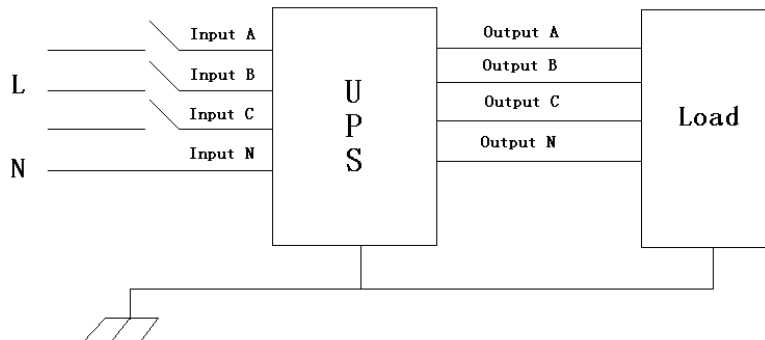 Input A
Output A
L
Input B
Output B
Input C
Output C
N
Input N
Output N
U
P
S
Load